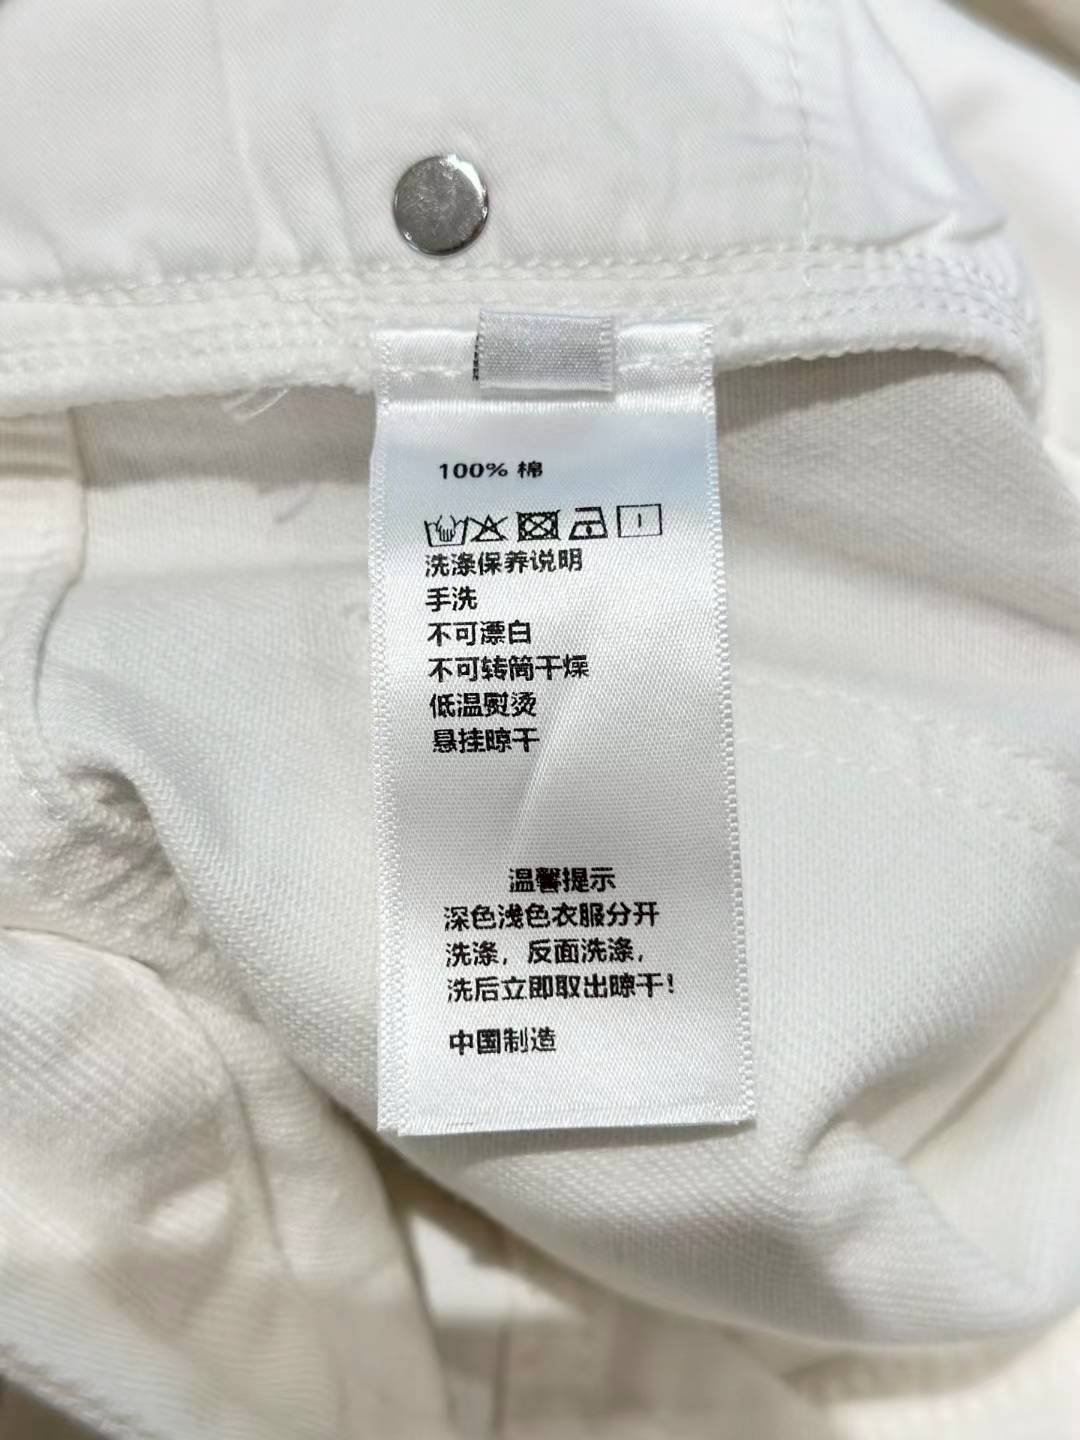 100% 棉
洗涤保养说明
手洗
不可漂白
不可转筒干燥
低温熨烫
悬挂晾干
温馨提示
深色浅色衣服分开
洗涤，反面洗涤，
洗后立即取出晾干！
中国制造